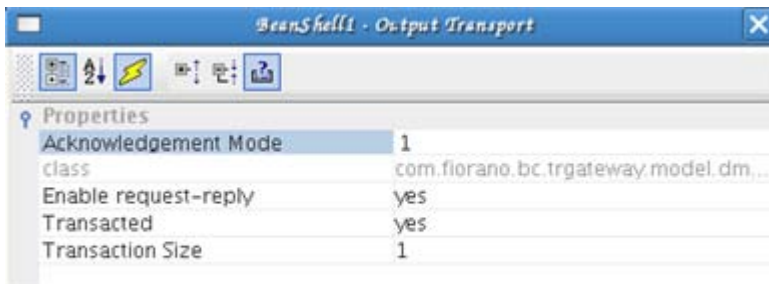 BeanShell1 - Output Transport
Properties
Acknowledgement Mode 1
class com.fiorano.bc.trgateway.model.dm...
Enable request-reply yes
Transacted yes
Transaction Size 1